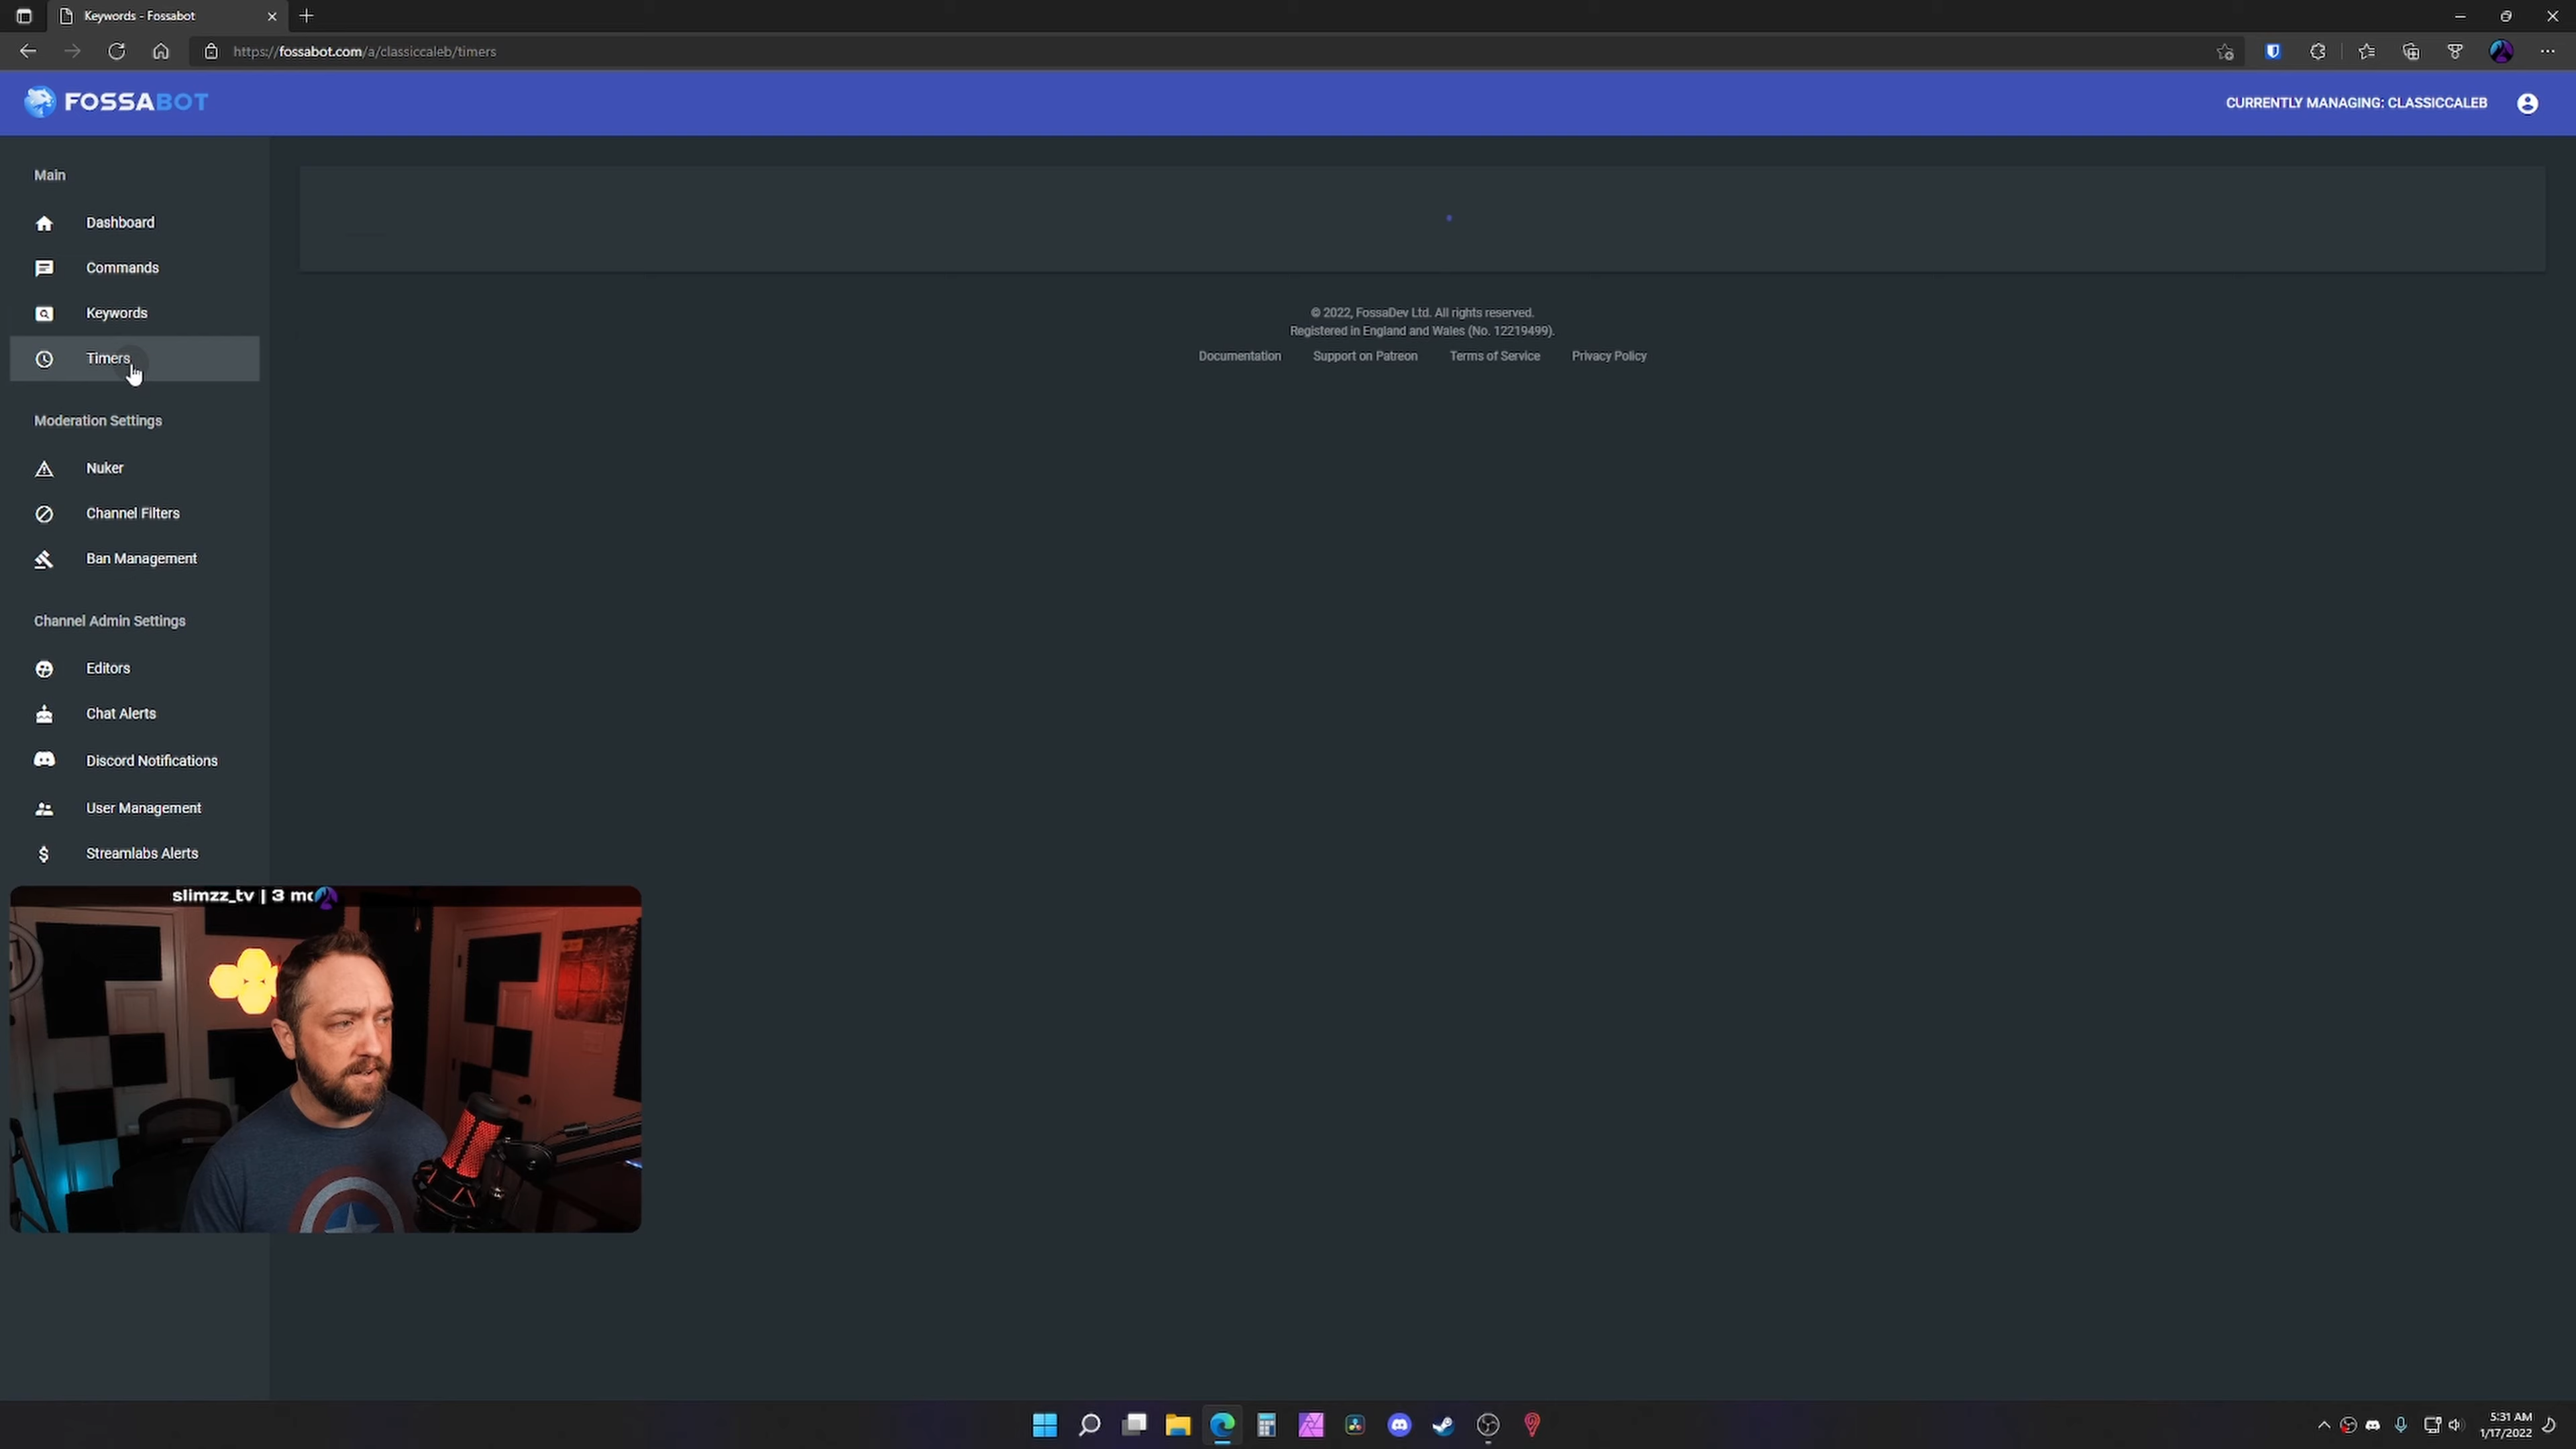 Keywords - Fossabot
https://fossabot.com/a/classiccaleb/timers
FOSSABOT
CURRENTLY MANAGING: CLASSICCALEB
Main
Dashboard
Commands
Keywords
Timers
Moderation Settings
Nuker
Channel Filters
Ban Management
Channel Admin Settings
Editors
Chat Alerts
Discord Notifications
User Management
Streamlabs Alerts
© 2022, FossaDev Ltd. All rights reserved.
Registered in England and Wales (No. 12219499).
Documentation Support on Patreon Terms of Service Privacy Policy
slimzz_tv | 3
5:31 AM
1/17/2022